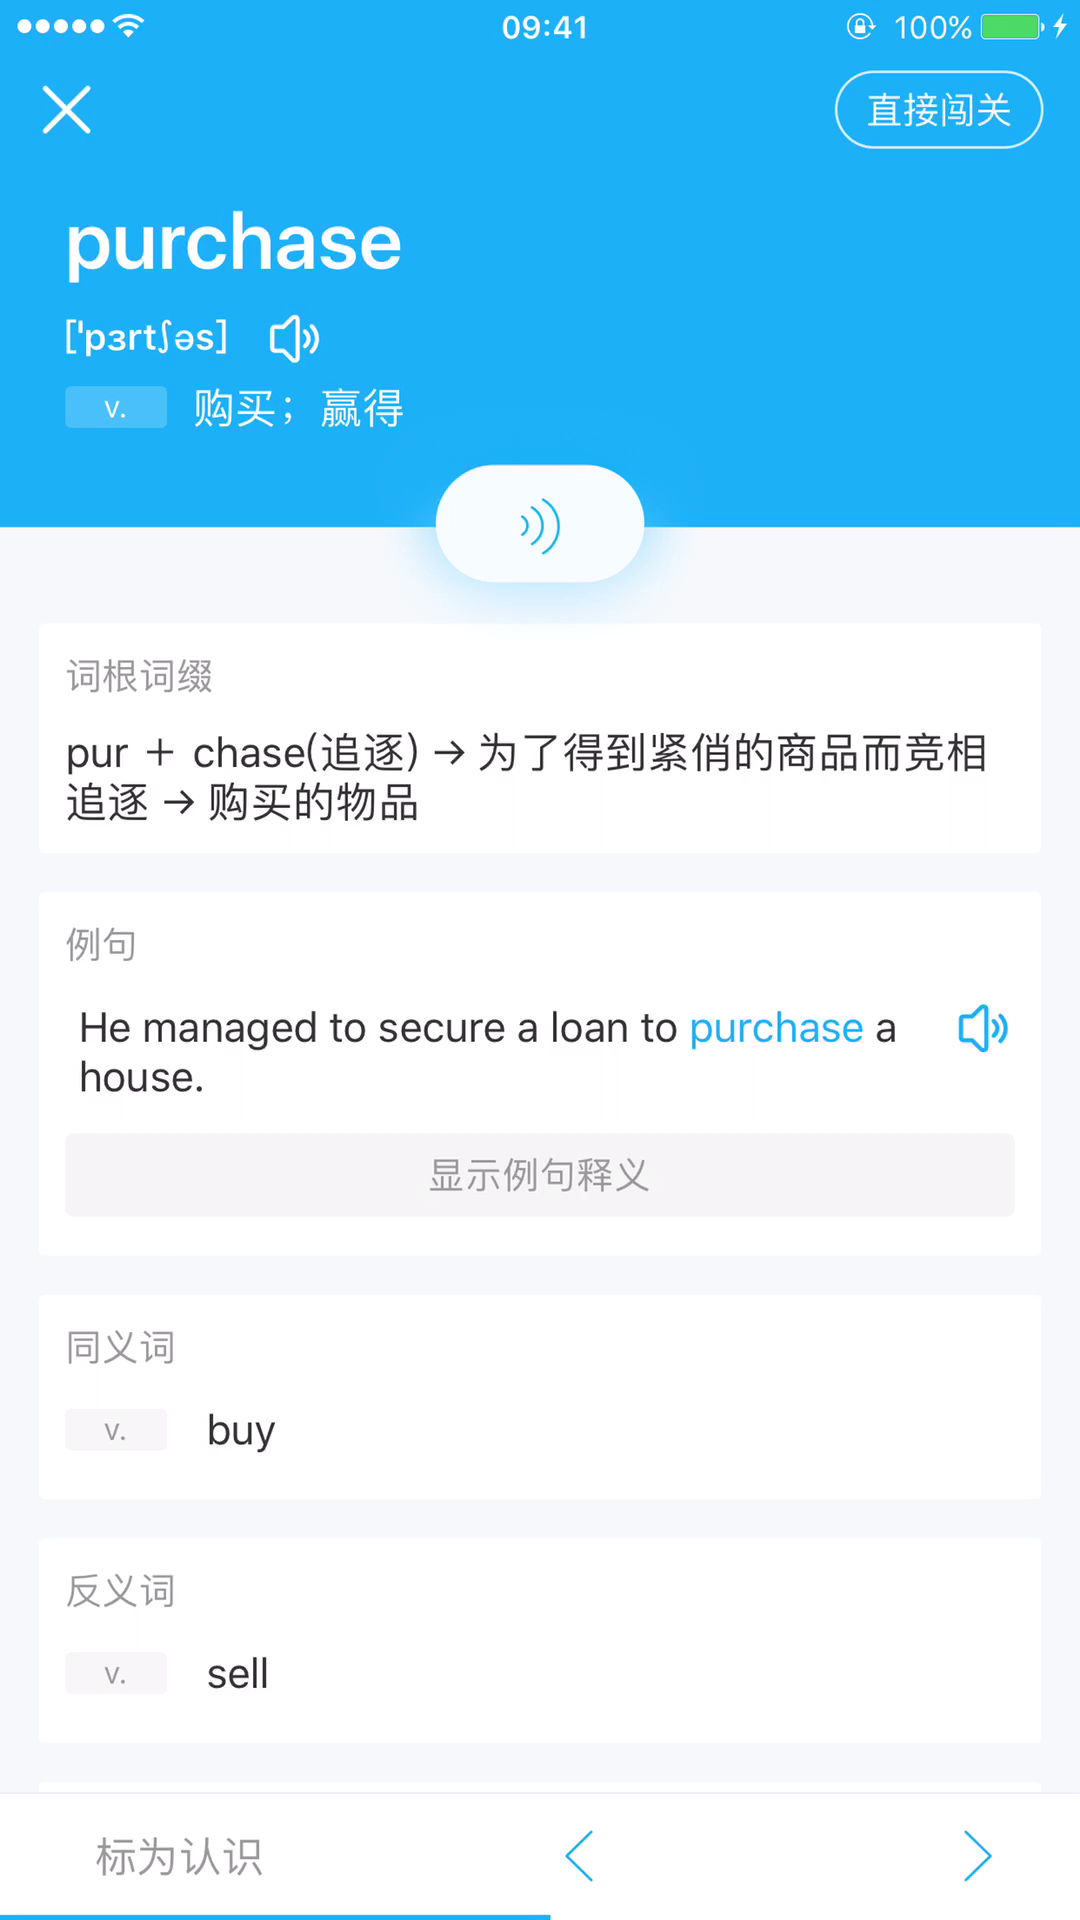 09:41
100%
直接闯关
purchase
['pɜrtʃəs]
v. 购买；赢得
词根词缀
pur + chase(追逐) → 为了得到紧俏的商品而竞相
追逐 → 购买的物品
例句
He managed to secure a loan to purchase a
house.
显示例句释义
同义词
v. buy
反义词
v. sell
标为认识